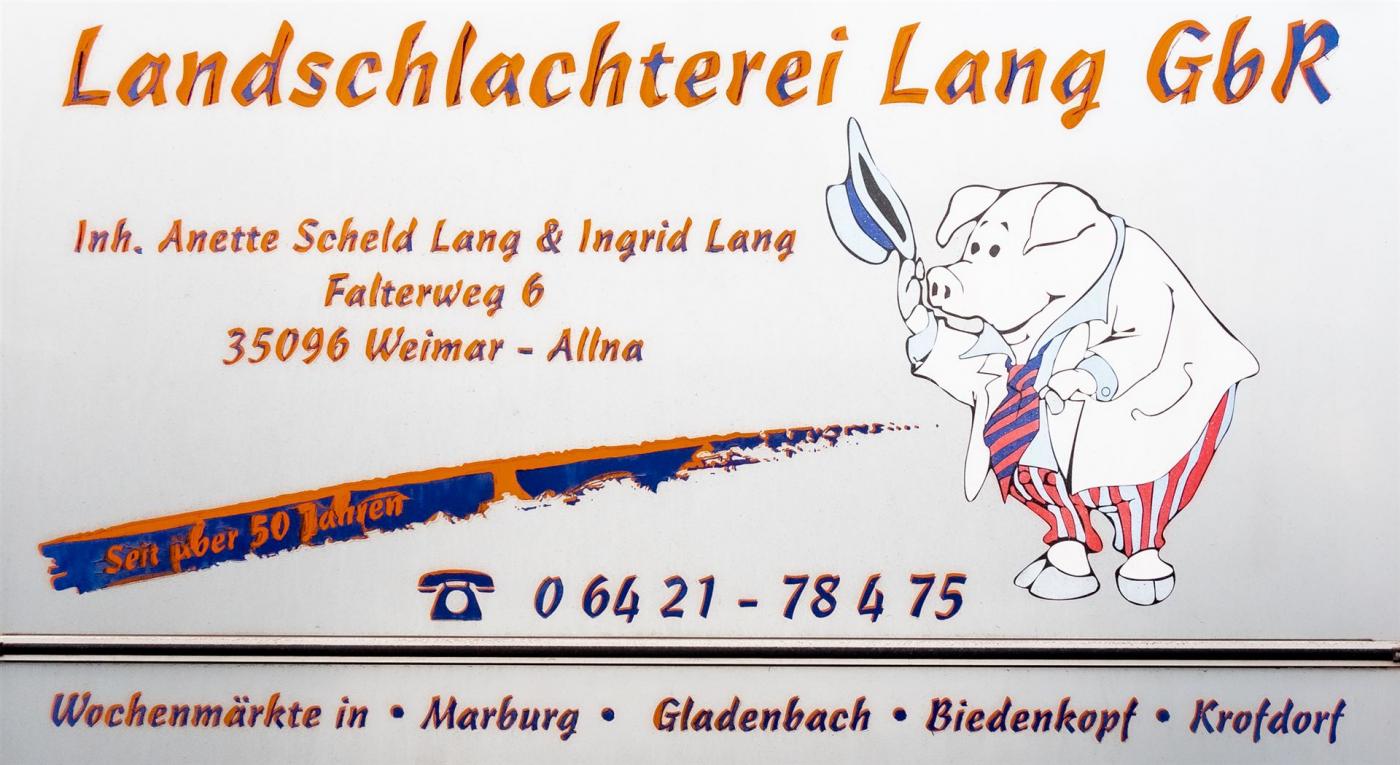 Landschlachterei Lang GbR
Inh. Anette Scheld Lang & Ingrid Lang
Falterweg 6
35096 Weimar - Allna
Seit über 50 Jahren
0 64 21 - 78 4 75
Wochenmärkte in • Marburg • Gladenbach • Biedenkopf • Krofdorf